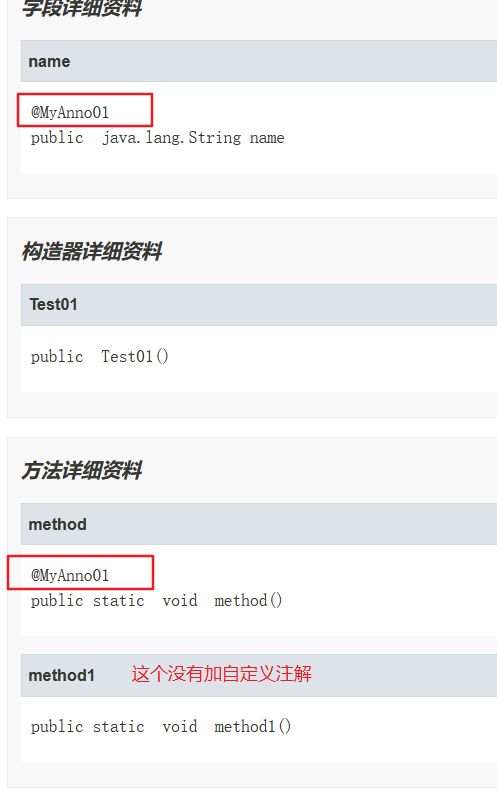 字段详细资料
name
@MyAnno01
public  java.lang.String name
构造器详细资料
Test01
public  Test01()
方法详细资料
method
@MyAnno01
public static  void  method()
method1 这个没有加自定义注解
public static  void  method1()